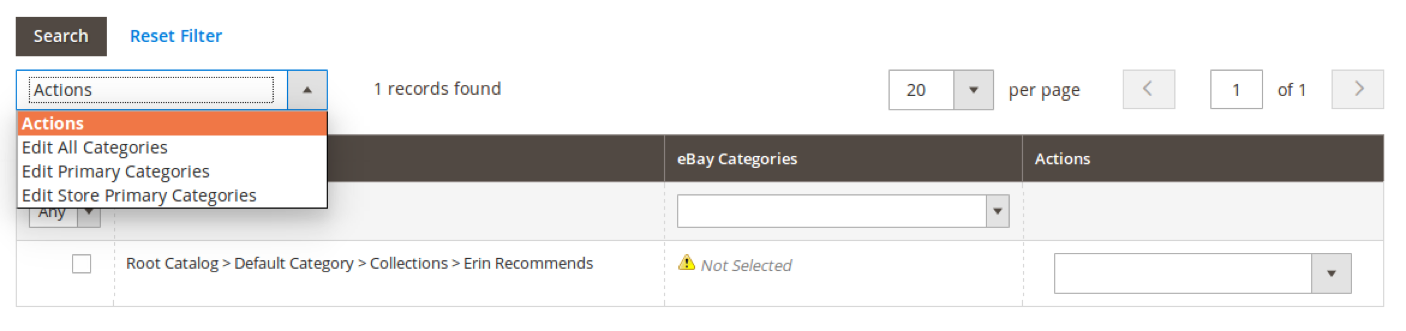 Search Reset Filter
Actions 1 records found 20 per page 1 of 1
Actions
Edit All Categories
Edit Primary Categories
Edit Store Primary Categories
eBay Categories Actions
Any
Root Catalog > Default Category > Collections > Erin Recommends Not Selected